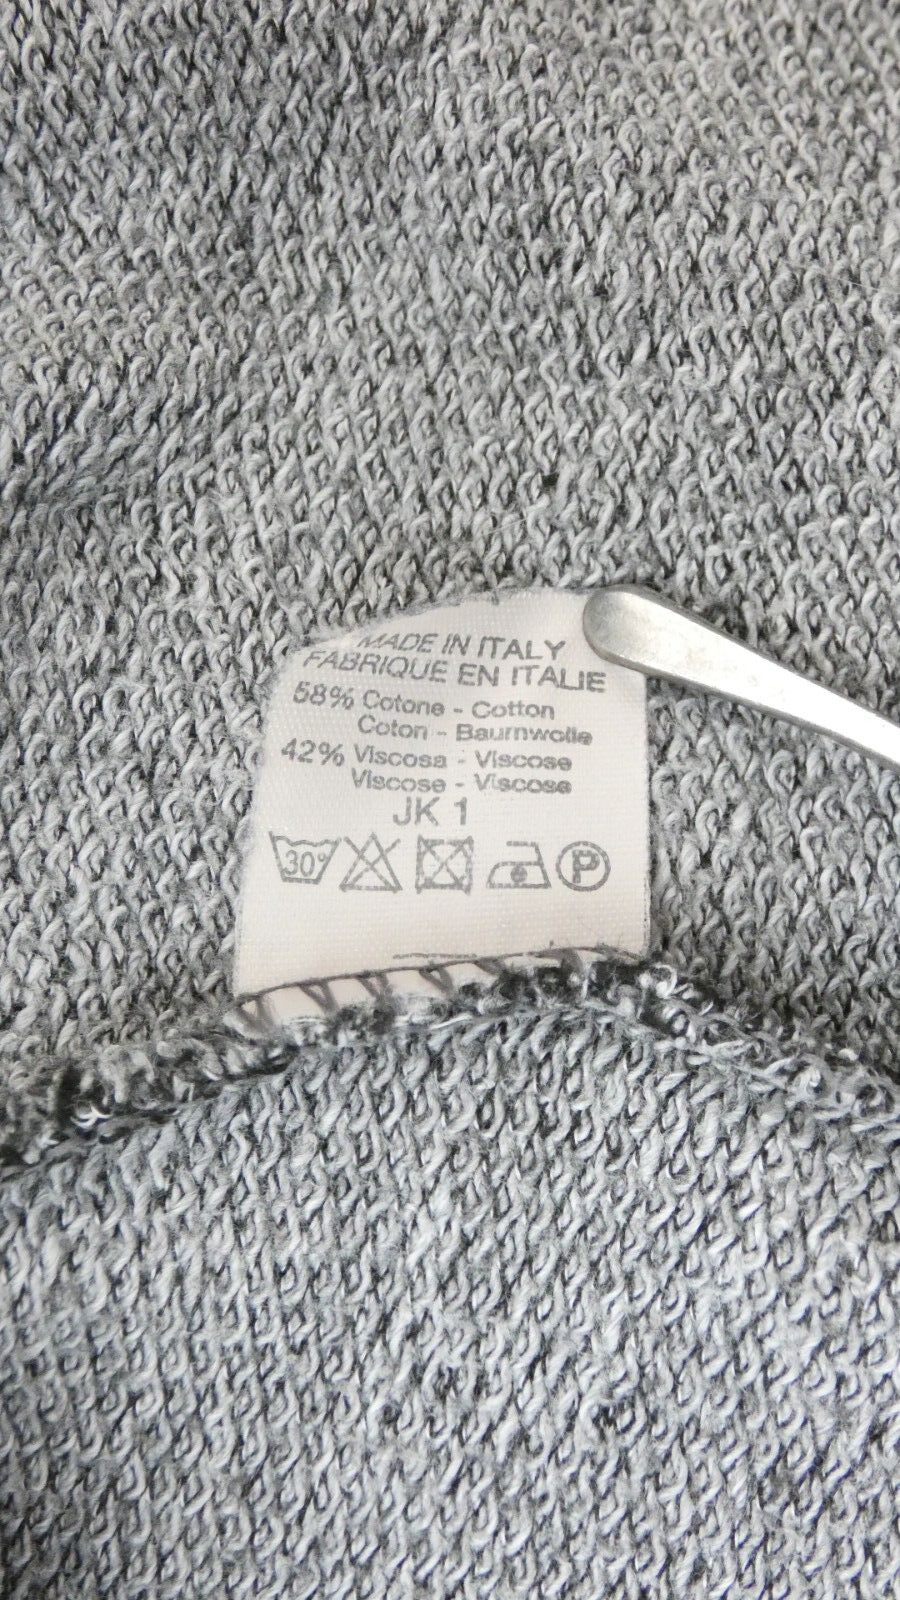 MADE IN ITALY
FABRIQUE EN ITALIE
58% Cotone - Cotton
Coton - Baumwolle
42% Viscosa - Viscose
Viscose - Viscose
JK 1
30° P